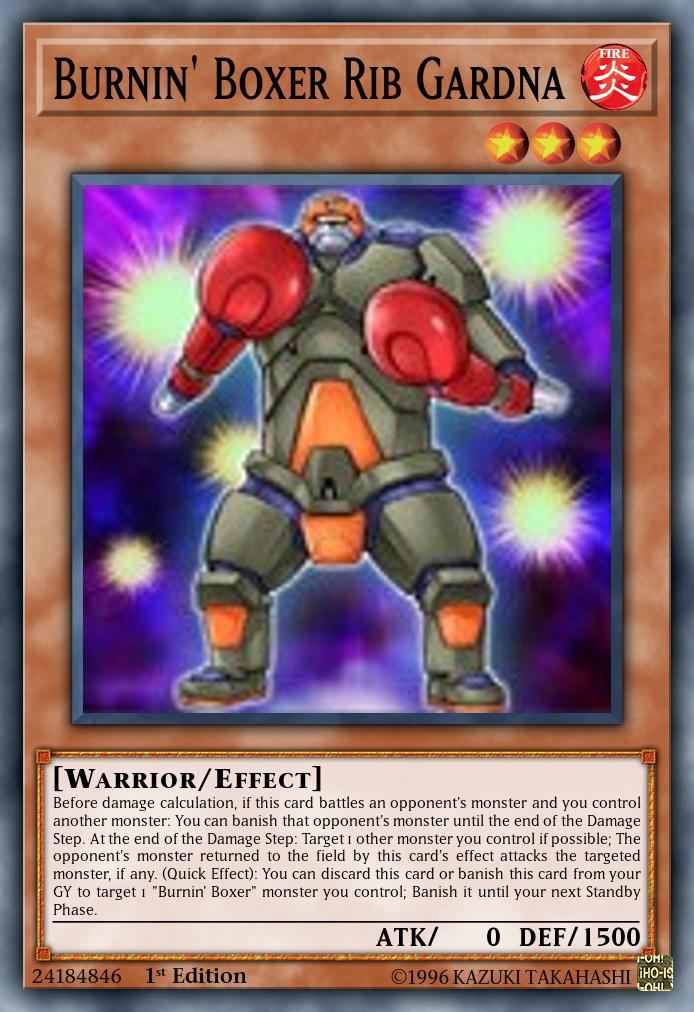 Burnin' Boxer Rib Gardna
FIRE
炎
[Warrior/Effect]
Before damage calculation, if this card battles an opponent's monster and you control
another monster: You can banish that opponent's monster until the end of the Damage
Step. At the end of the Damage Step: Target 1 other monster you control if possible; The
opponent's monster returned to the field by this card's effect attacks the targeted
monster, if any. (Quick Effect): You can discard this card or banish this card from your
GY to target 1 "Burnin' Boxer" monster you control; Banish it until your next Standby
Phase.
ATK/ 0 DEF/1500
24184846 1st Edition ©1996 KAZUKI TAKAHASHI